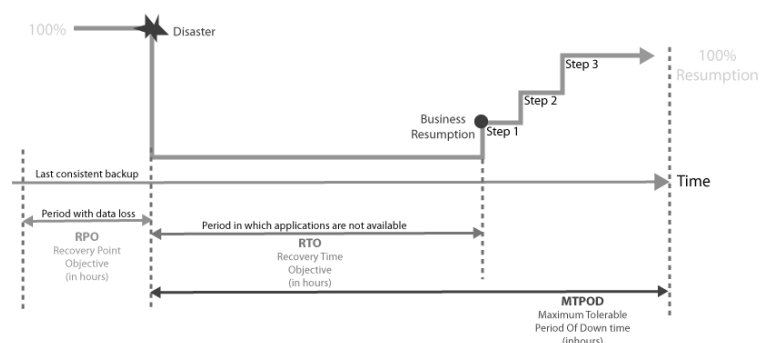 100%
Disaster
Step 3
100%
Resumption
Step 2
Business
Resumption
Step 1
Last consistent backup
Time
Period with data loss
Period in which applications are not available
RPO
Recovery Point
Objective
(in hours)
RTO
Recovery Time
Objective
(in hours)
MTPOD
Maximum Tolerable
Period Of Down time
(inhours)